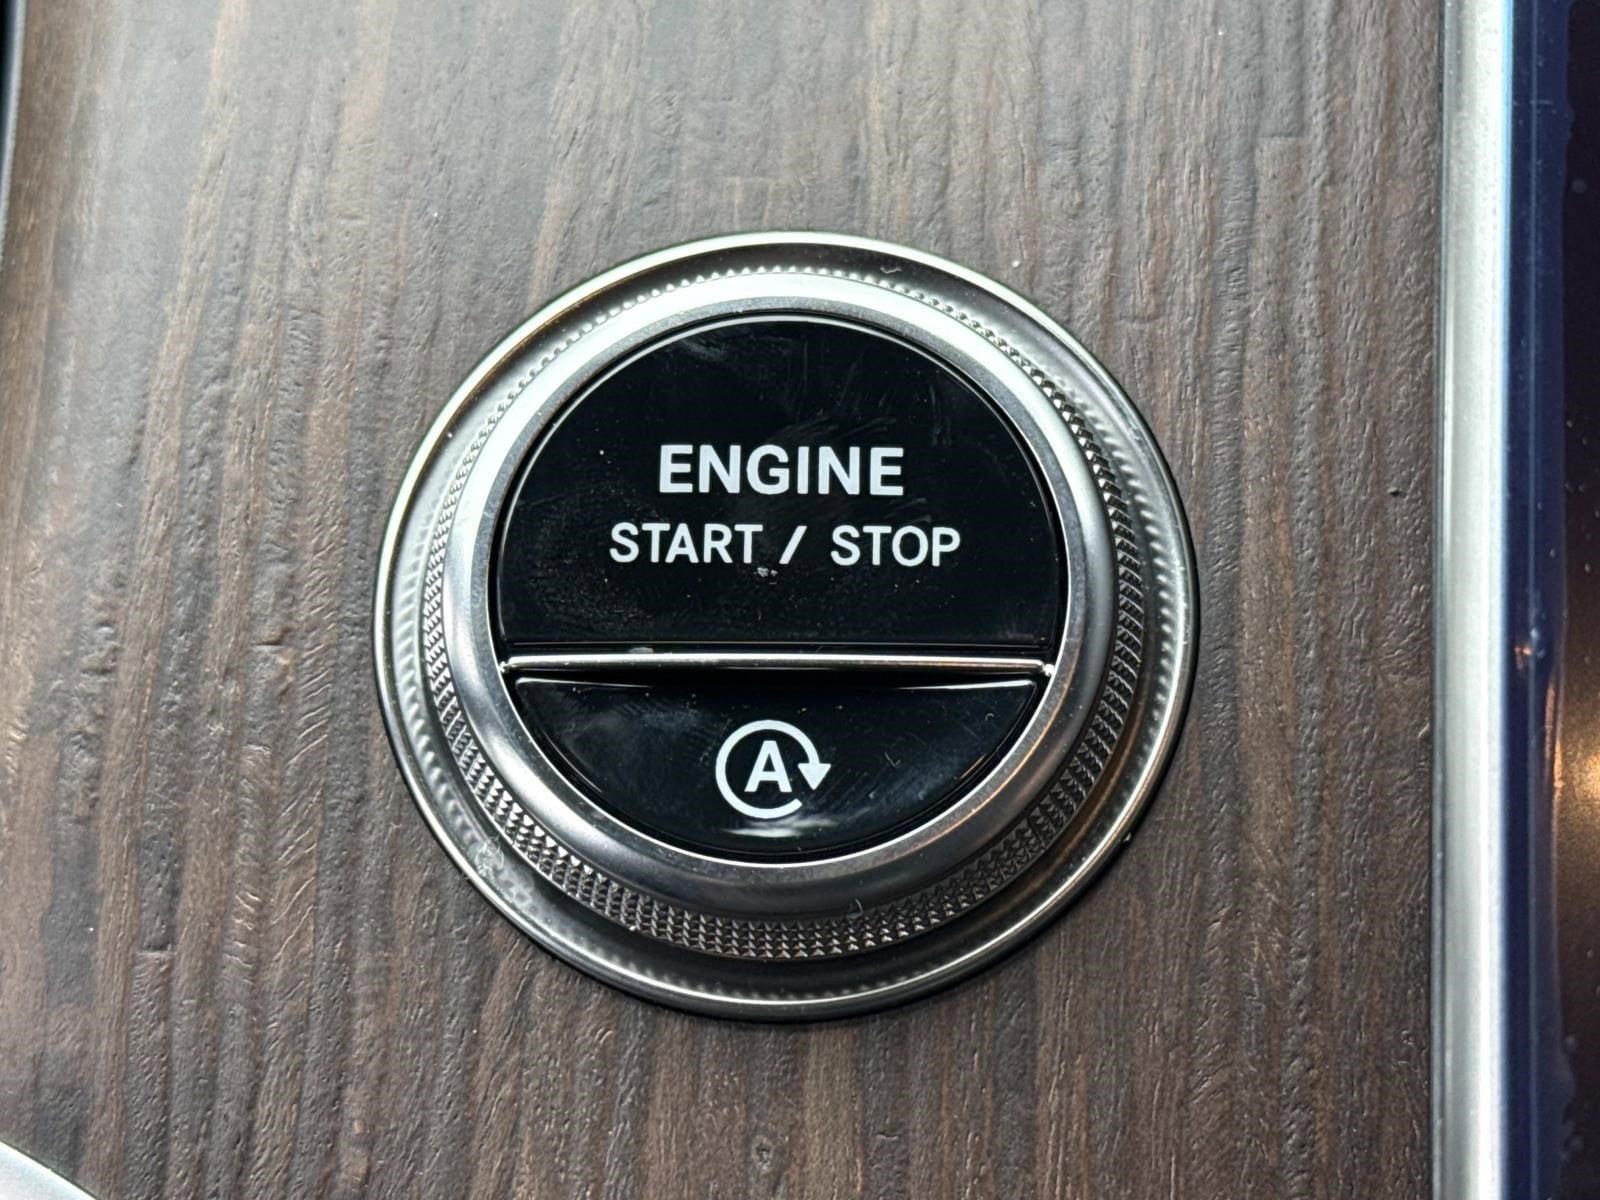 ENGINE
START / STOP
A